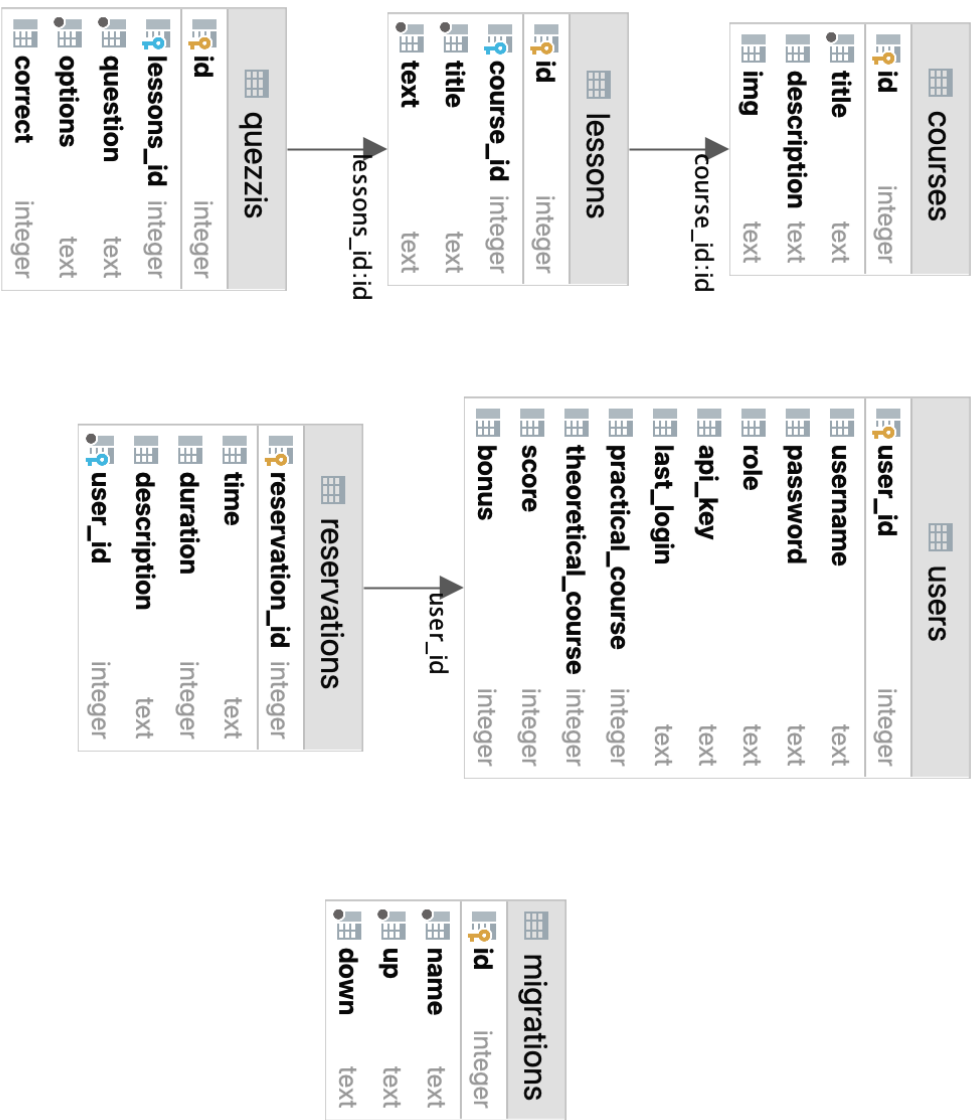 courses
id integer
title text
description text
img text
course_id:id
lessons
id integer
course_id integer
title text
text text
lessons_id:id
quezzis
id integer
lessons_id integer
question text
options text
correct integer
users
user_id integer
username text
password text
role text
api_key text
last_login text
practical_course integer
theoretical_course integer
score integer
bonus integer
user_id
reservations
reservation_id integer
time text
duration integer
description text
user_id integer
migrations
id integer
name text
up text
down text